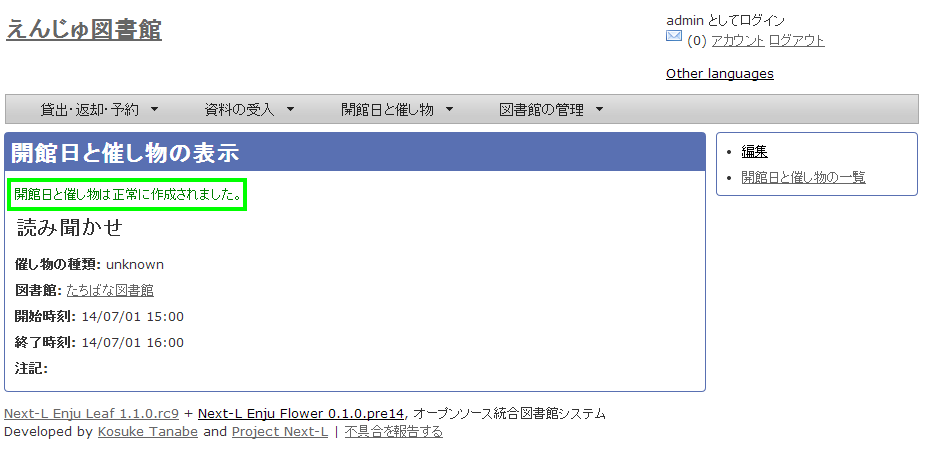 えんじゅ図書館
admin としてログイン
(0) アカウント ログアウト
Other languages
貸出・返却・予約 資料の受入 開館日と催し物 図書館の管理
開館日と催し物の表示
開館日と催し物は正常に作成されました。
読み聞かせ
催し物の種類: unknown
図書館: たちばな図書館
開始時刻: 14/07/01 15:00
終了時刻: 14/07/01 16:00
注記:
編集
開館日と催し物の一覧
Next-L Enju Leaf 1.1.0.rc9 + Next-L Enju Flower 0.1.0.pre14, オープンソース統合図書館システム
Developed by Kosuke Tanabe and Project Next-L | 不具合を報告する